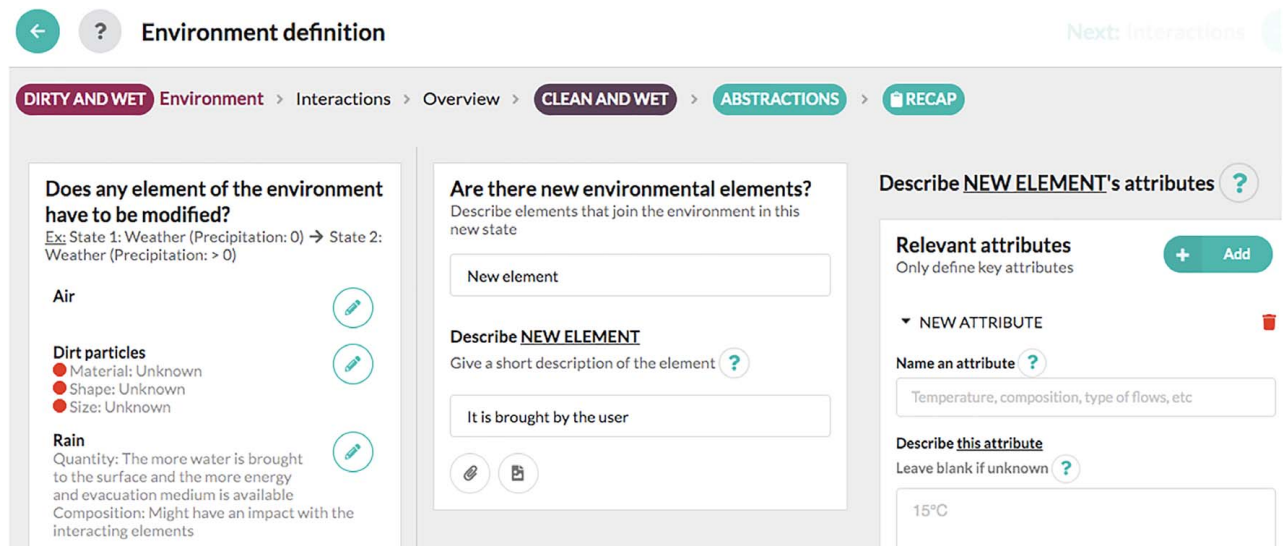 ?
Environment definition
Next: Interactions
DIRTY AND WET Environment > Interactions > Overview > CLEAN AND WET > ABSTRACTIONS > RECAP
Does any element of the environment
have to be modified?
Ex: State 1: Weather (Precipitation: 0) → State 2:
Weather (Precipitation: > 0)
Air
Dirt particles
Material: Unknown
Shape: Unknown
Size: Unknown
Rain
Quantity: The more water is brought
to the surface and the more energy
and evacuation medium is available
Composition: Might have an impact with the
interacting elements
Are there new environmental elements?
Describe elements that join the environment in this
new state
New element
Describe NEW ELEMENT
Give a short description of the element ?
It is brought by the user
Describe NEW ELEMENT's attributes ?
Relevant attributes
Only define key attributes
+ Add
NEW ATTRIBUTE
Name an attribute ?
Temperature, composition, type of flows, etc
Describe this attribute
Leave blank if unknown ?
15°C